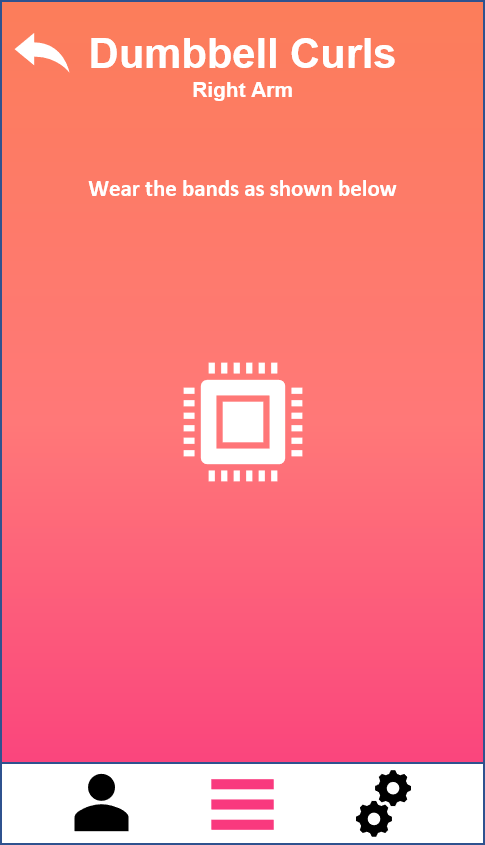 Dumbbell Curls
Right Arm
Wear the bands as shown below